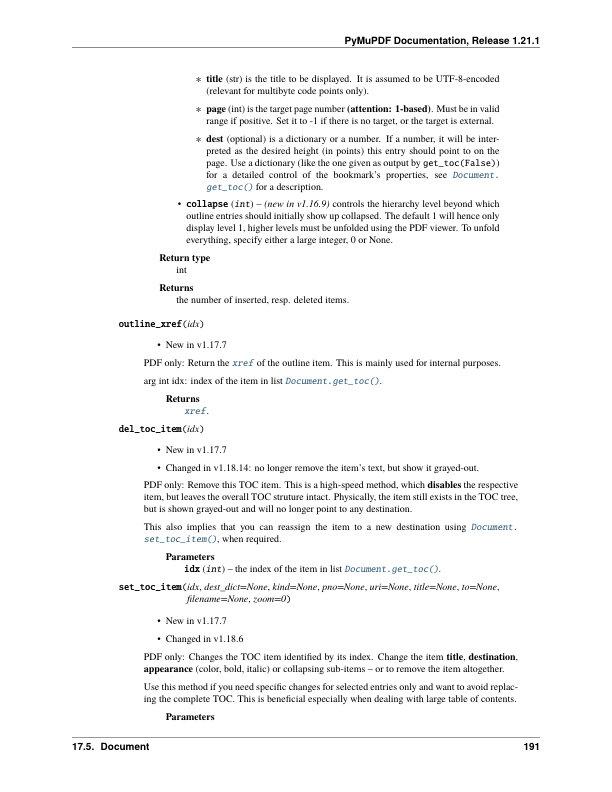 PyMuPDF Documentation, Release 1.21.1
∗ title (str) is the title to be displayed. It is assumed to be UTF-8-encoded
(relevant for multibyte code points only).
∗ page (int) is the target page number (attention: 1-based). Must be in valid
range if positive. Set it to -1 if there is no target, or the target is external.
∗ dest (optional) is a dictionary or a number. If a number, it will be inter-
preted as the desired height (in points) this entry should point to on the
page. Use a dictionary (like the one given as output by get_toc(False))
for a detailed control of the bookmark's properties, see Document.
get_toc() for a description.
• collapse (int) – (new in v1.16.9) controls the hierarchy level beyond which
outline entries should initially show up collapsed. The default 1 will hence only
display level 1, higher levels must be unfolded using the PDF viewer. To unfold
everything, specify either a large integer, 0 or None.
Return type
int
Returns
the number of inserted, resp. deleted items.
outline_xref(idx)
• New in v1.17.7
PDF only: Return the xref of the outline item. This is mainly used for internal purposes.
arg int idx: index of the item in list Document.get_toc().
Returns
xref.
del_toc_item(idx)
• New in v1.17.7
• Changed in v1.18.14: no longer remove the item's text, but show it grayed-out.
PDF only: Remove this TOC item. This is a high-speed method, which disables the respective
item, but leaves the overall TOC struture intact. Physically, the item still exists in the TOC tree,
but is shown grayed-out and will no longer point to any destination.
This also implies that you can reassign the item to a new destination using Document.
set_toc_item(), when required.
Parameters
idx (int) – the index of the item in list Document.get_toc().
set_toc_item(idx, dest_dict=None, kind=None, pno=None, uri=None, title=None, to=None,
filename=None, zoom=0)
• New in v1.17.7
• Changed in v1.18.6
PDF only: Changes the TOC item identified by its index. Change the item title, destination,
appearance (color, bold, italic) or collapsing sub-items – or to remove the item altogether.
Use this method if you need specific changes for selected entries only and want to avoid replac-
ing the complete TOC. This is beneficial especially when dealing with large table of contents.
Parameters
17.5. Document 191